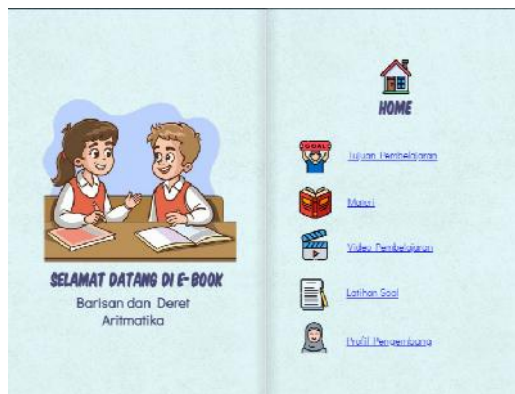 SELAMAT DATANG DI E-BOOK
Barisan dan Deret
Aritmatika
HOME
GOAL
Tujuan Pembelajaran
Materi
Video Pembelajaran
Latihan Soal
Profil Pengembang